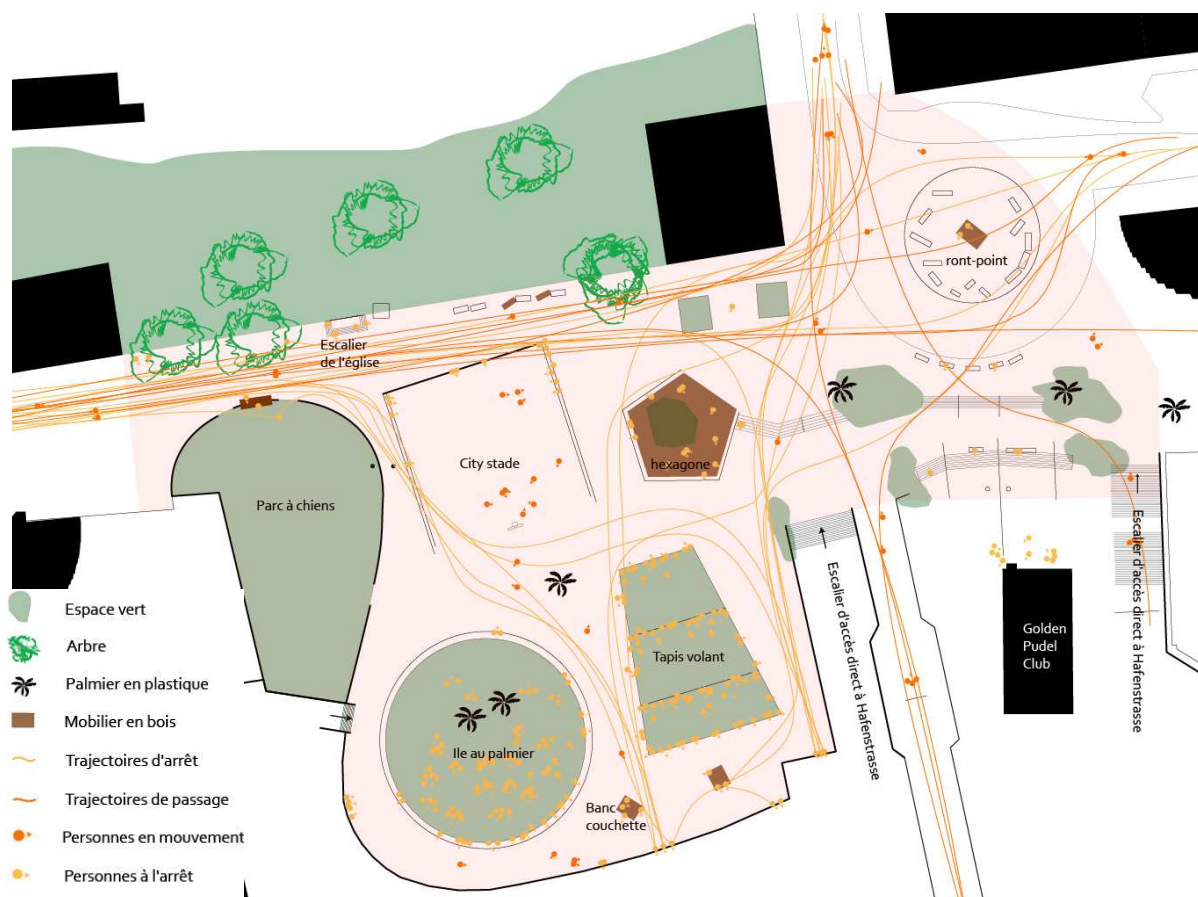 ront-point
Escalier
de l'église
City stade
hexagone
Parc à chiens
Escalier d'accès direct à Hafenstrasse
Escalier d'accès direct à Hafenstrasse
Espace vert
Arbre
Palmier en plastique
Mobilier en bois
Trajectoires d'arrêt
Trajectoires de passage
Personnes en mouvement
Personnes à l'arrêt
Tapis volant
Golden
Pudel
Club
Ile au palmier
Banc
couchette